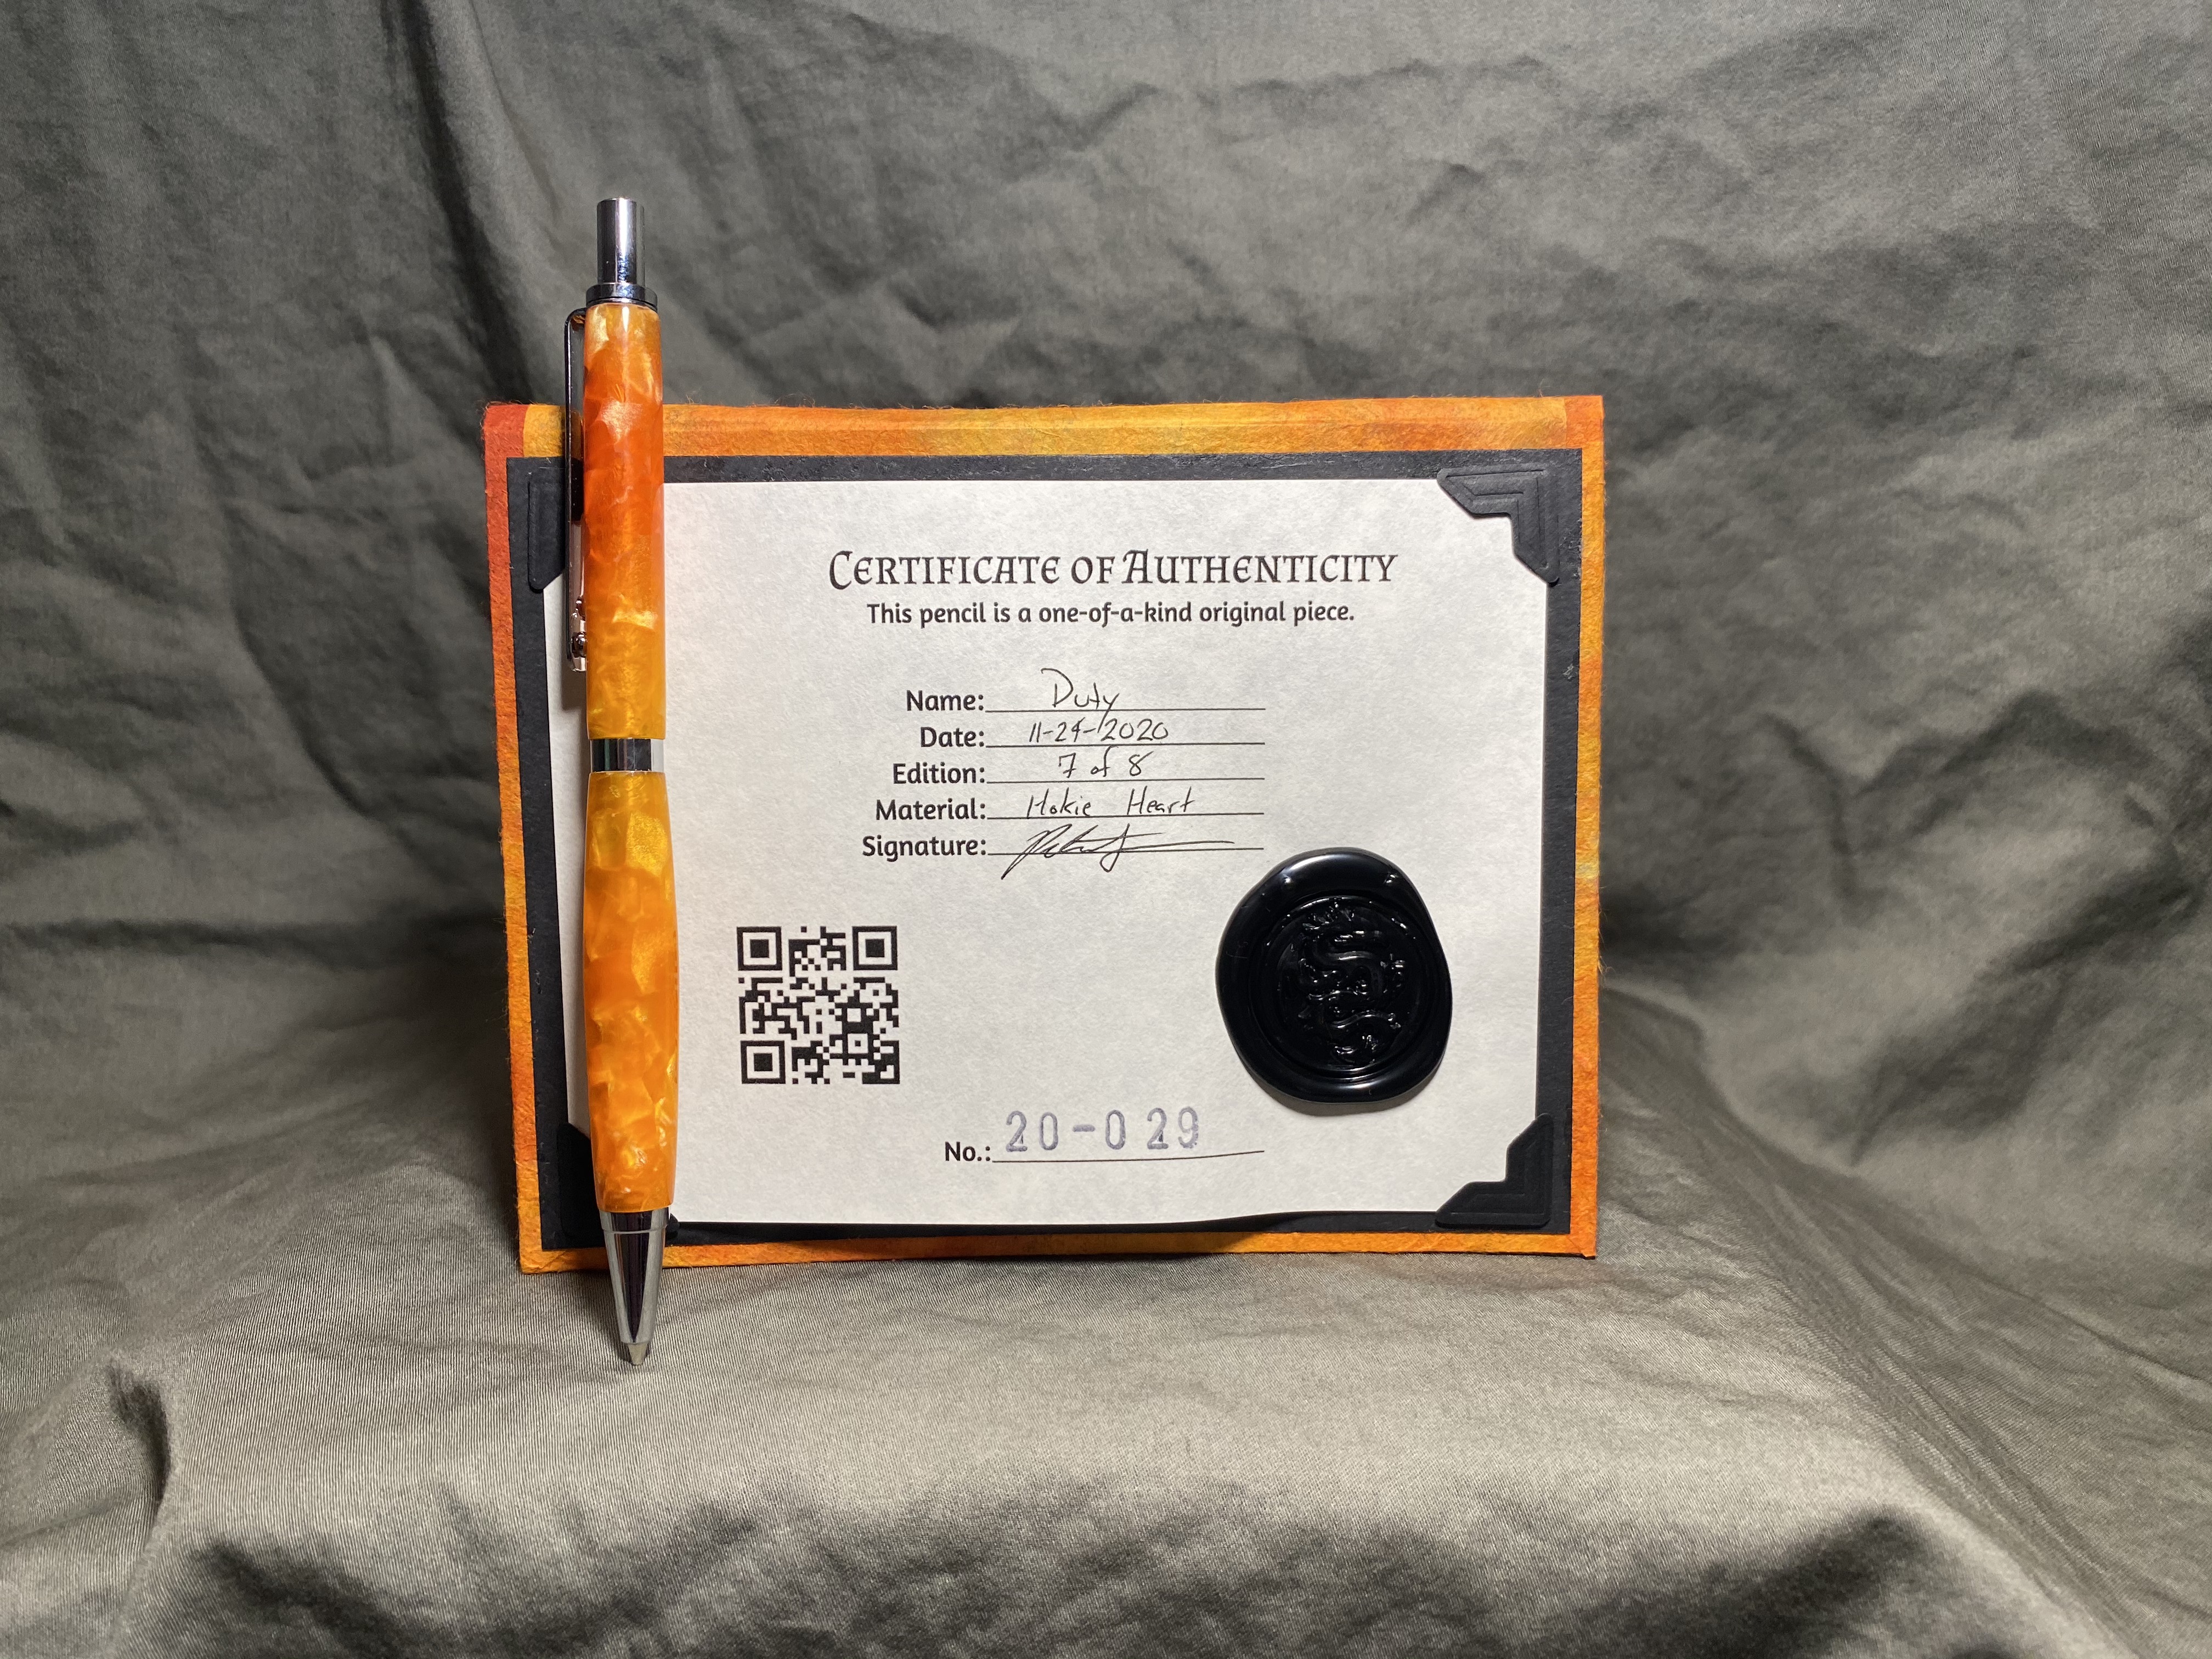 CERTIFICATE OF AUTHENTICITY
This pencil is a one-of-a-kind original piece.
Name: Duty
Date: 11-24-2020
Edition: 7 of 8
Material: Hokie Heart
Signature:
No.: 20-029